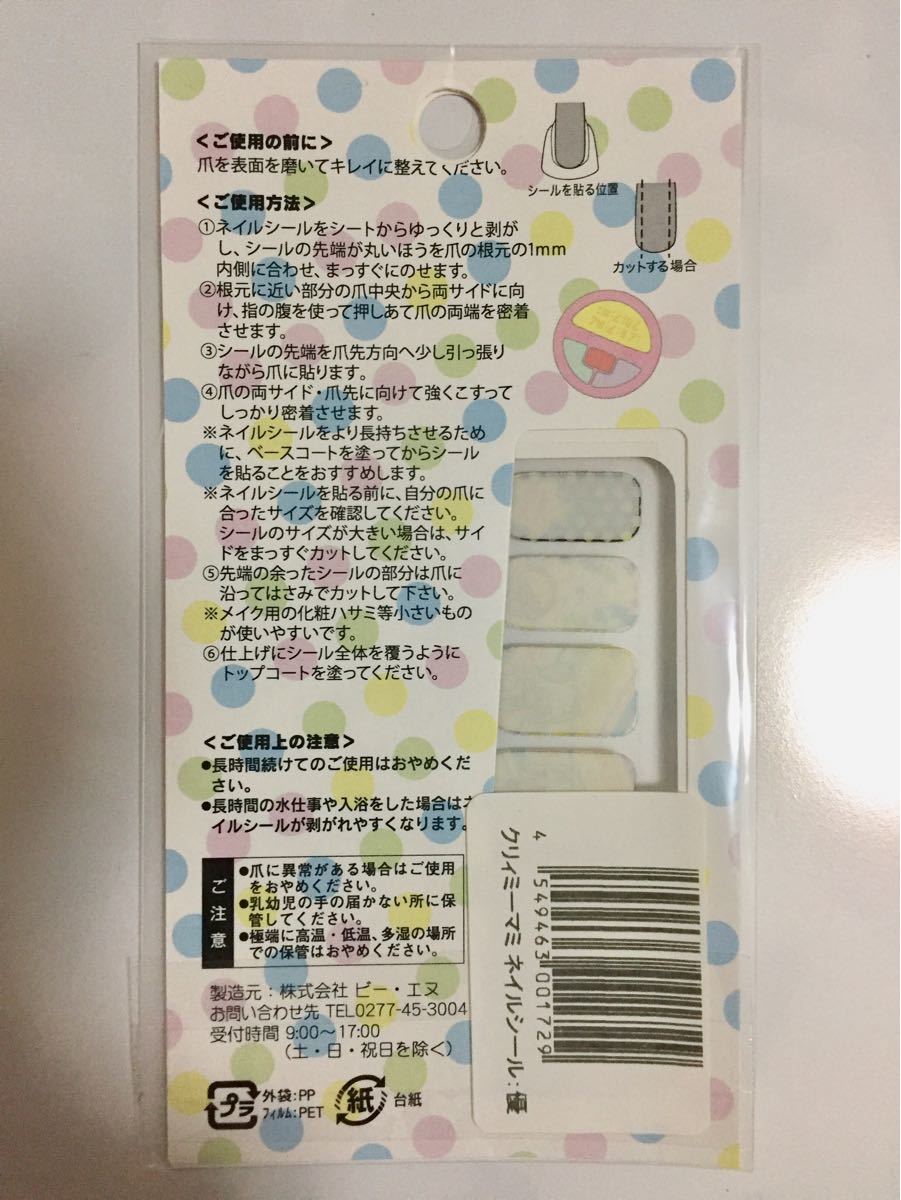 <ご使用の前に>
爪を表面を磨いてキレイに整えてください。
シールを貼る位置
カットする場合
<ご使用方法>
①ネイルシールをシートからゆっくりと剥が
し、シールの先端が丸いほうを爪の根元の1mm
内側に合わせ、まっすぐにのせます。
②根元に近い部分の爪中央から両サイドに向
け、指の腹を使って押しあて爪の両端を密着
させます。
③シールの先端を爪先方向へ少し引っ張り
ながら爪に貼ります。
④爪の両サイド・爪先に向けて強くこすって
しっかり密着させます。
※ネイルシールをより長持ちさせるため
に、ベースコートを塗ってからシール
を貼ることをおすすめします。
※ネイルシールを貼る前に、自分の爪に
合ったサイズを確認してください。
シールのサイズが大きい場合は、サイ
ドをまっすぐカットしてください。
⑤先端の余ったシールの部分は爪に
沿ってはさみでカットして下さい。
※メイク用の化粧ハサミ等小さいもの
が使いやすいです。
⑥仕上げにシール全体を覆うように
トップコートを塗ってください。
<ご使用上の注意>
●長時間続けてのご使用はおやめくだ
さい。
●長時間の水仕事や入浴をした場合はネ
イルシールが剥がれやすくなります。
ご注意
●爪に異常がある場合はご使用
をおやめください。
●乳幼児の手の届かない所に保
管してください。
●極端に高温・低温、多湿の場所
での保管はおやめください。
製造元：株式会社 ビー・エヌ
お問い合わせ先 TEL0277-45-3004
受付時間 9:00〜17:00
（土・日・祝日を除く）
プラ
外袋:PP
フィルム:PET
紙
台紙
4 549463 001729
クリィミーマミ ネイルシール:優